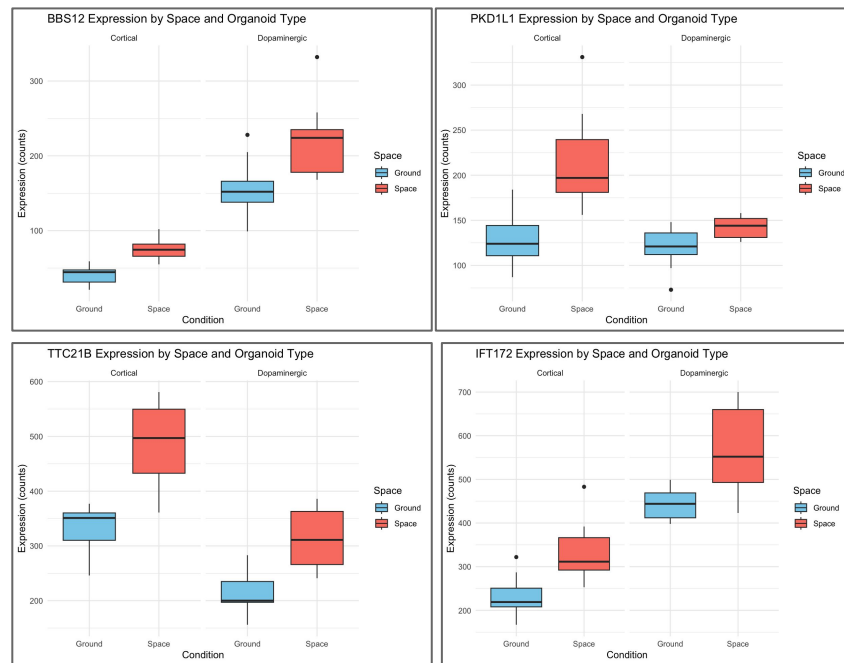 BBS12 Expression by Space and Organoid Type
Cortical Dopaminergic
300
200
100
Expression (counts)
Ground Space Ground Space
Condition
Space
Ground
Space
PKD1L1 Expression by Space and Organoid Type
Cortical Dopaminergic
300
250
200
150
100
Expression (counts)
Ground Space Ground Space
Condition
Space
Ground
Space
TTC21B Expression by Space and Organoid Type
Cortical Dopaminergic
600
500
400
300
200
Expression (counts)
Ground Space Ground Space
Condition
Space
Ground
Space
IFT172 Expression by Space and Organoid Type
Cortical Dopaminergic
700
600
500
400
300
200
Expression (counts)
Ground Space Ground Space
Condition
Space
Ground
Space